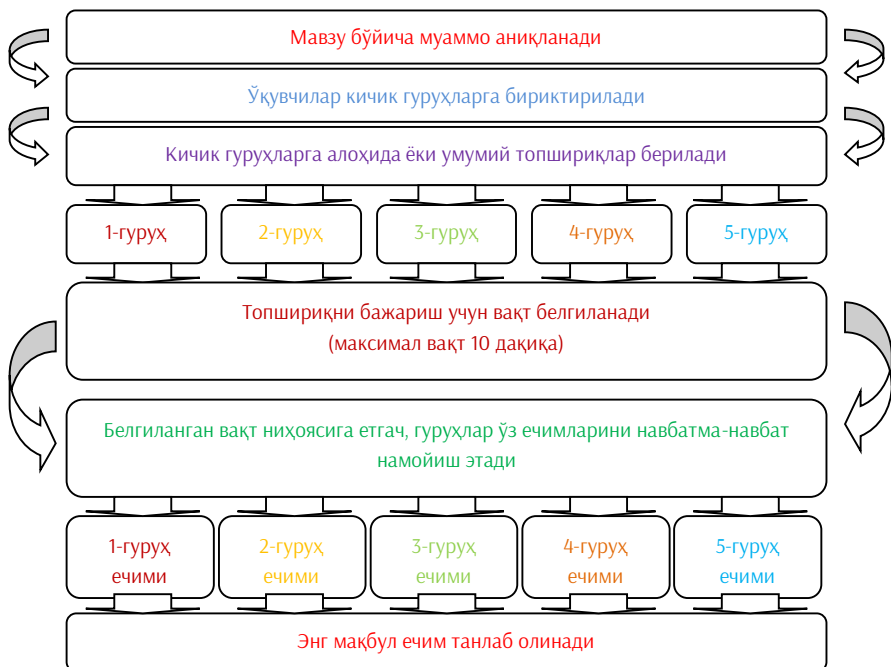 Мавзу бўйича муаммо аниқланади
Ўқувчилар кичик гуруҳларга бириктирилади
Кичик гуруҳларга алоҳида ёки умумий топшириқлар берилади
1-гуруҳ
2-гуруҳ
3-гуруҳ
4-гуруҳ
5-гуруҳ
Топшириқни бажариш учун вақт белгиланади
(максимал вақт 10 дақиқа)
Белгиланган вақт ниҳоясига етгач, гуруҳлар ўз ечимларини навбатма-навбат
намойиш этади
1-гуруҳ
ечими
2-гуруҳ
ечими
3-гуруҳ
ечими
4-гуруҳ
ечими
5-гуруҳ
ечими
Энг мақбул ечим танлаб олинади